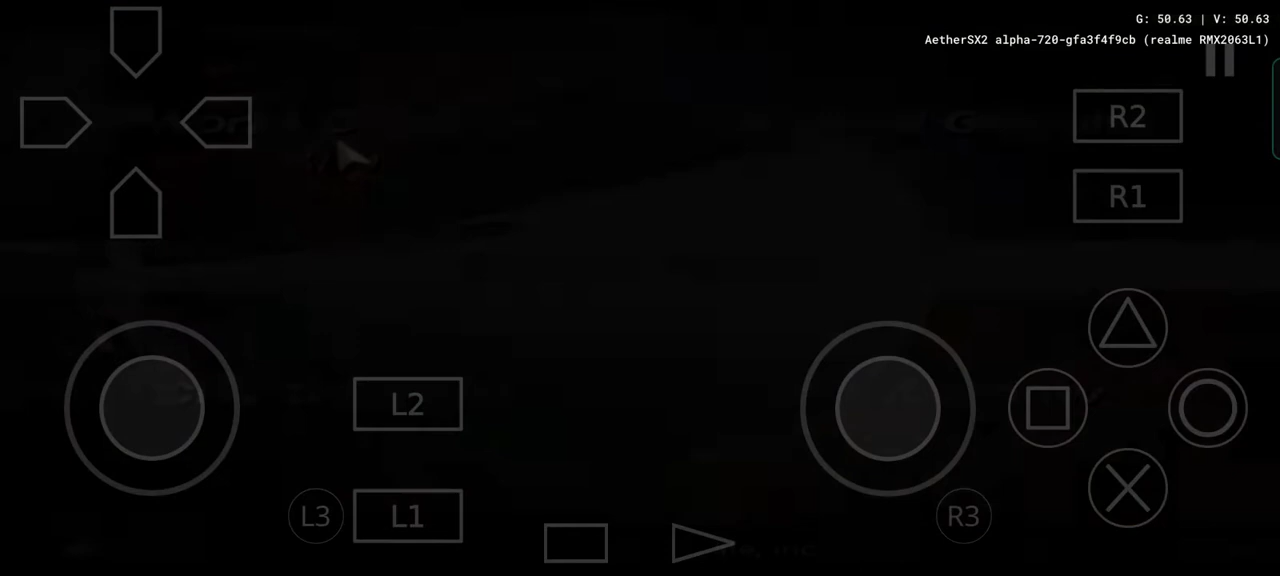 G: 50.63 | V: 50.63
AetherSX2 alpha-720-gfa3f4f9cb (realme RMX2063L1)
R2
R1
L2
L3
L1
R3